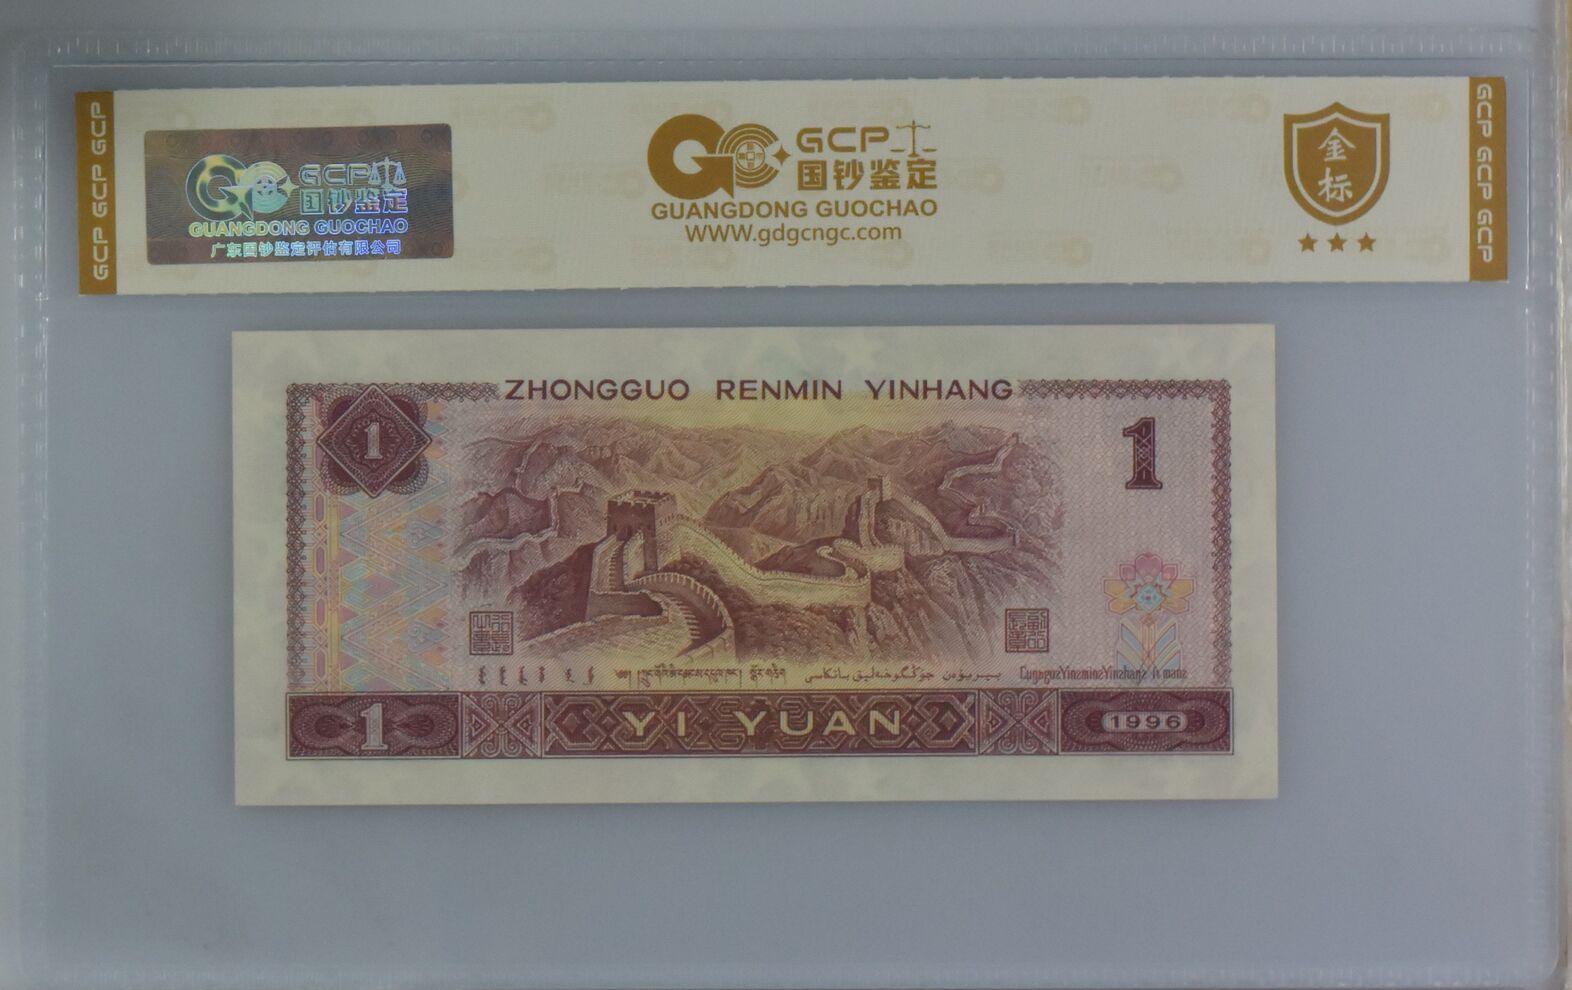 GCP GCP GCP
GCP
国钞鉴定
GUANGDONG GUOCHAO
广东国钞鉴定评估有限公司
GCP
国钞鉴定
GUANGDONG GUOCHAO
WWW.gdgcngc.com
金
标
GCP GCP GCP
ZHONGGUO RENMIN YINHANG
1
1
1
YI YUAN
1996